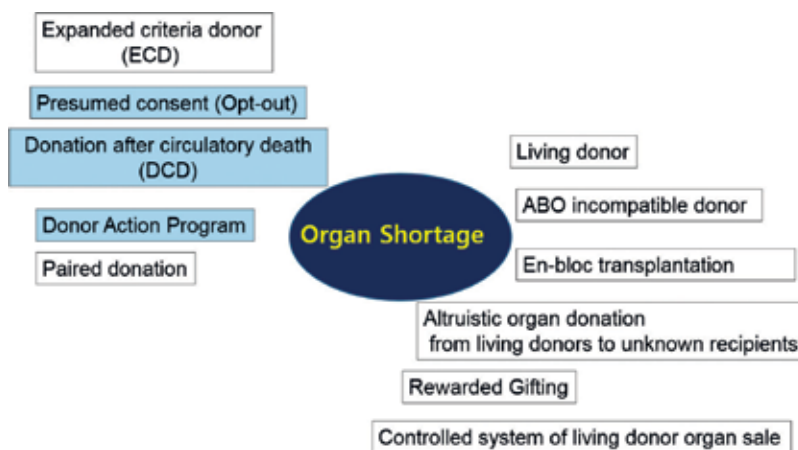 Expanded criteria donor
(ECD)
Presumed consent (Opt-out)
Donation after circulatory death
(DCD)
Donor Action Program
Paired donation
Organ Shortage
Living donor
ABO incompatible donor
En-bloc transplantation
Altruistic organ donation
from living donors to unknown recipients
Rewarded Gifting
Controlled system of living donor organ sale